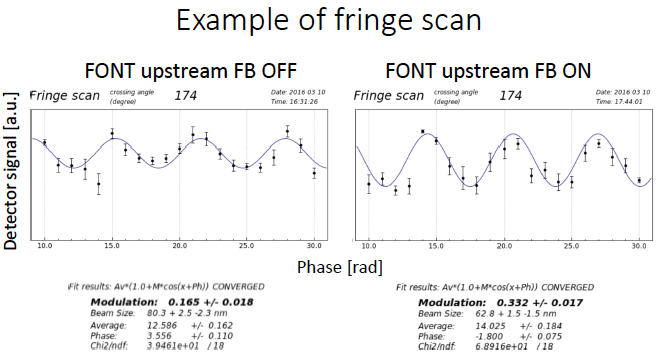 Example of fringe scan
FONT upstream FB OFF
Fringe scan crossing angle (degree) 174 Date: 2016 03 10 Time: 16:31:26
Detector signal [a.u.]
10.0 15.0 20.0 25.0 30.0
FONT upstream FB ON
Fringe scan crossing angle (degree) 174 Date: 2016 03 10 Time: 17:44:01
10.0 15.0 20.0 25.0 30.0
Phase [rad]
Fit results: Av*(1.0+M*cos(x+Ph)) CONVERGED
Modulation: 0.165 +/- 0.018
Beam Size: 80.3 + 2.5 -2.3 nm
Average: 12.586 +/- 0.162
Phase: 3.556 +/- 0.110
Chi2/ndf: 3.9461e+01 / 18
Fit results: Av*(1.0+M*cos(x+Ph)) CONVERGED
Modulation: 0.332 +/- 0.017
Beam Size: 62.8 + 1.5 -1.5 nm
Average: 14.025 +/- 0.184
Phase: -1.800 +/- 0.075
Chi2/ndf: 6.8916e+01 / 18